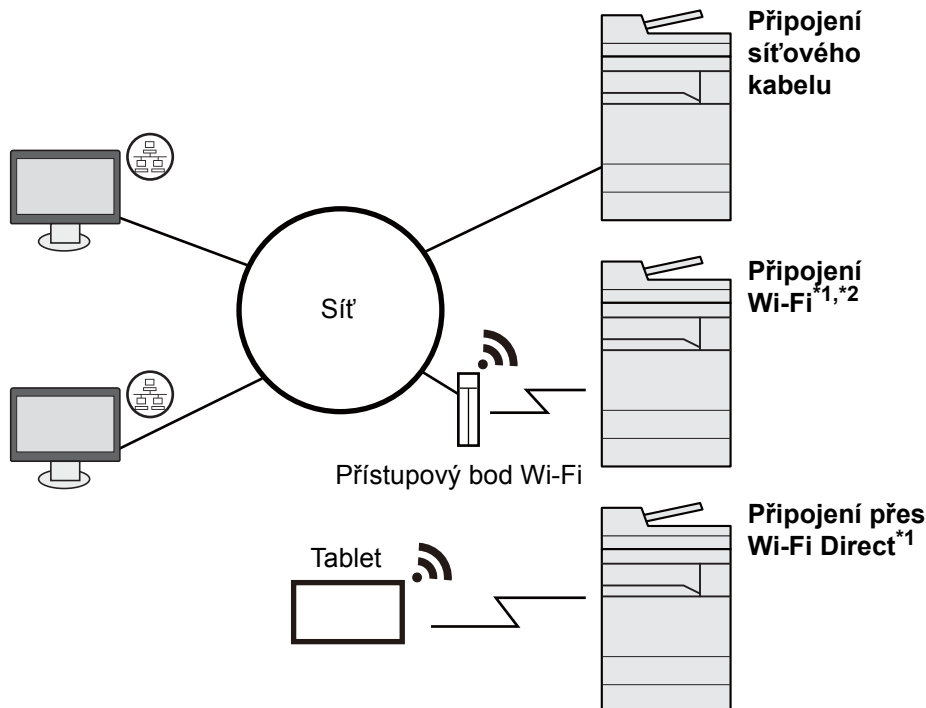 Připojení
síťového
kabelu
Síť
Připojení
Wi-Fi*1,*2
Přístupový bod Wi-Fi
Připojení přes
Wi-Fi Direct*1
Tablet